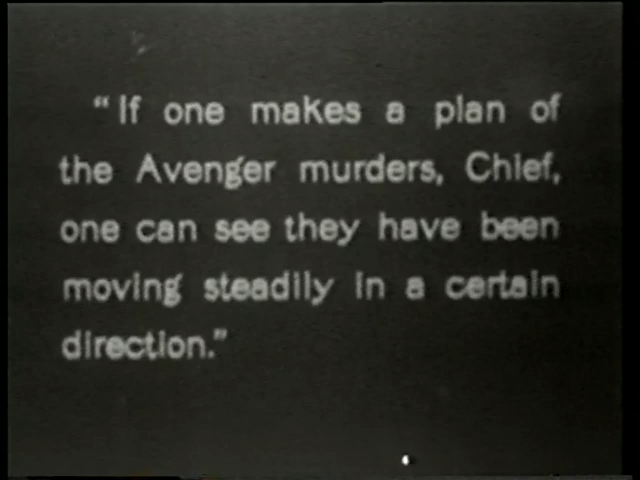 "If one makes a plan of
the Avenger murders, Chief,
one can see they have been
moving steadily in a certain
direction."